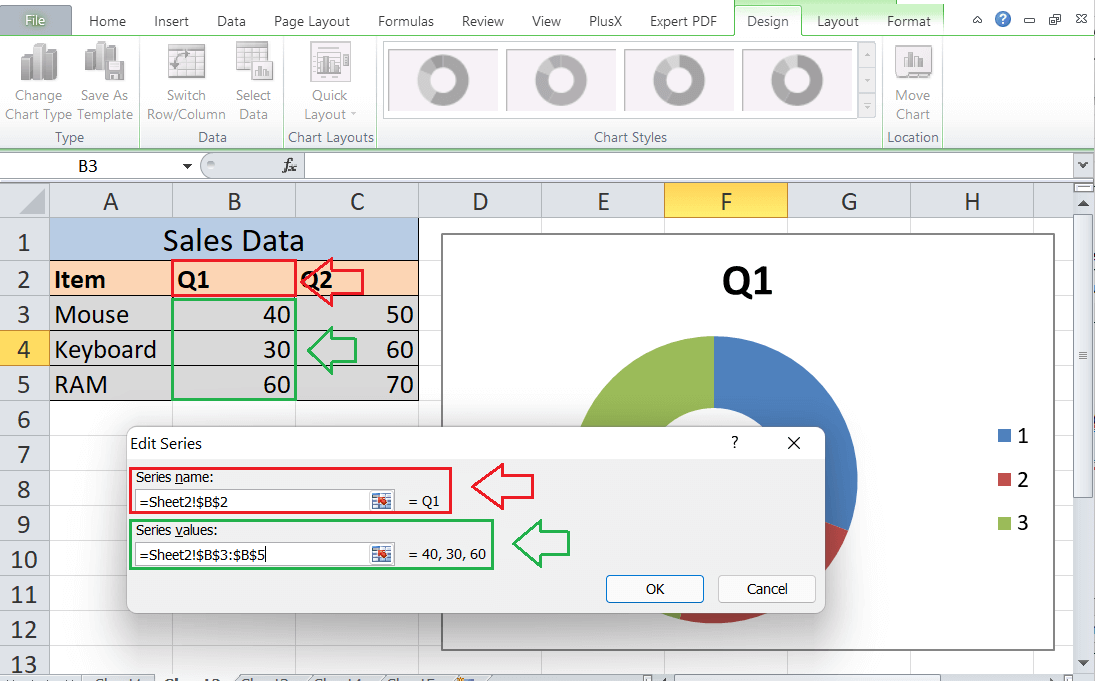 File Home Insert Data Page Layout Formulas Review View PlusX Expert PDF Design Layout Format
Change Chart Type
Save As Template
Switch Row/Column
Select Data
Quick Layout
Move Chart
Type Data Chart Layouts Chart Styles Location
B3 fx
A B C D E F G H
1 Sales Data
2 Item Q1 Q2
3 Mouse 40 50
4 Keyboard 30 60
5 RAM 60 70
6
7
8
9
10
11
12
13
Q1
1
2
3
Edit Series ?
Series name:
=Sheet2!$B$2 = Q1
Series values:
=Sheet2!$B$3:$B$5 = 40, 30, 60
OK Cancel